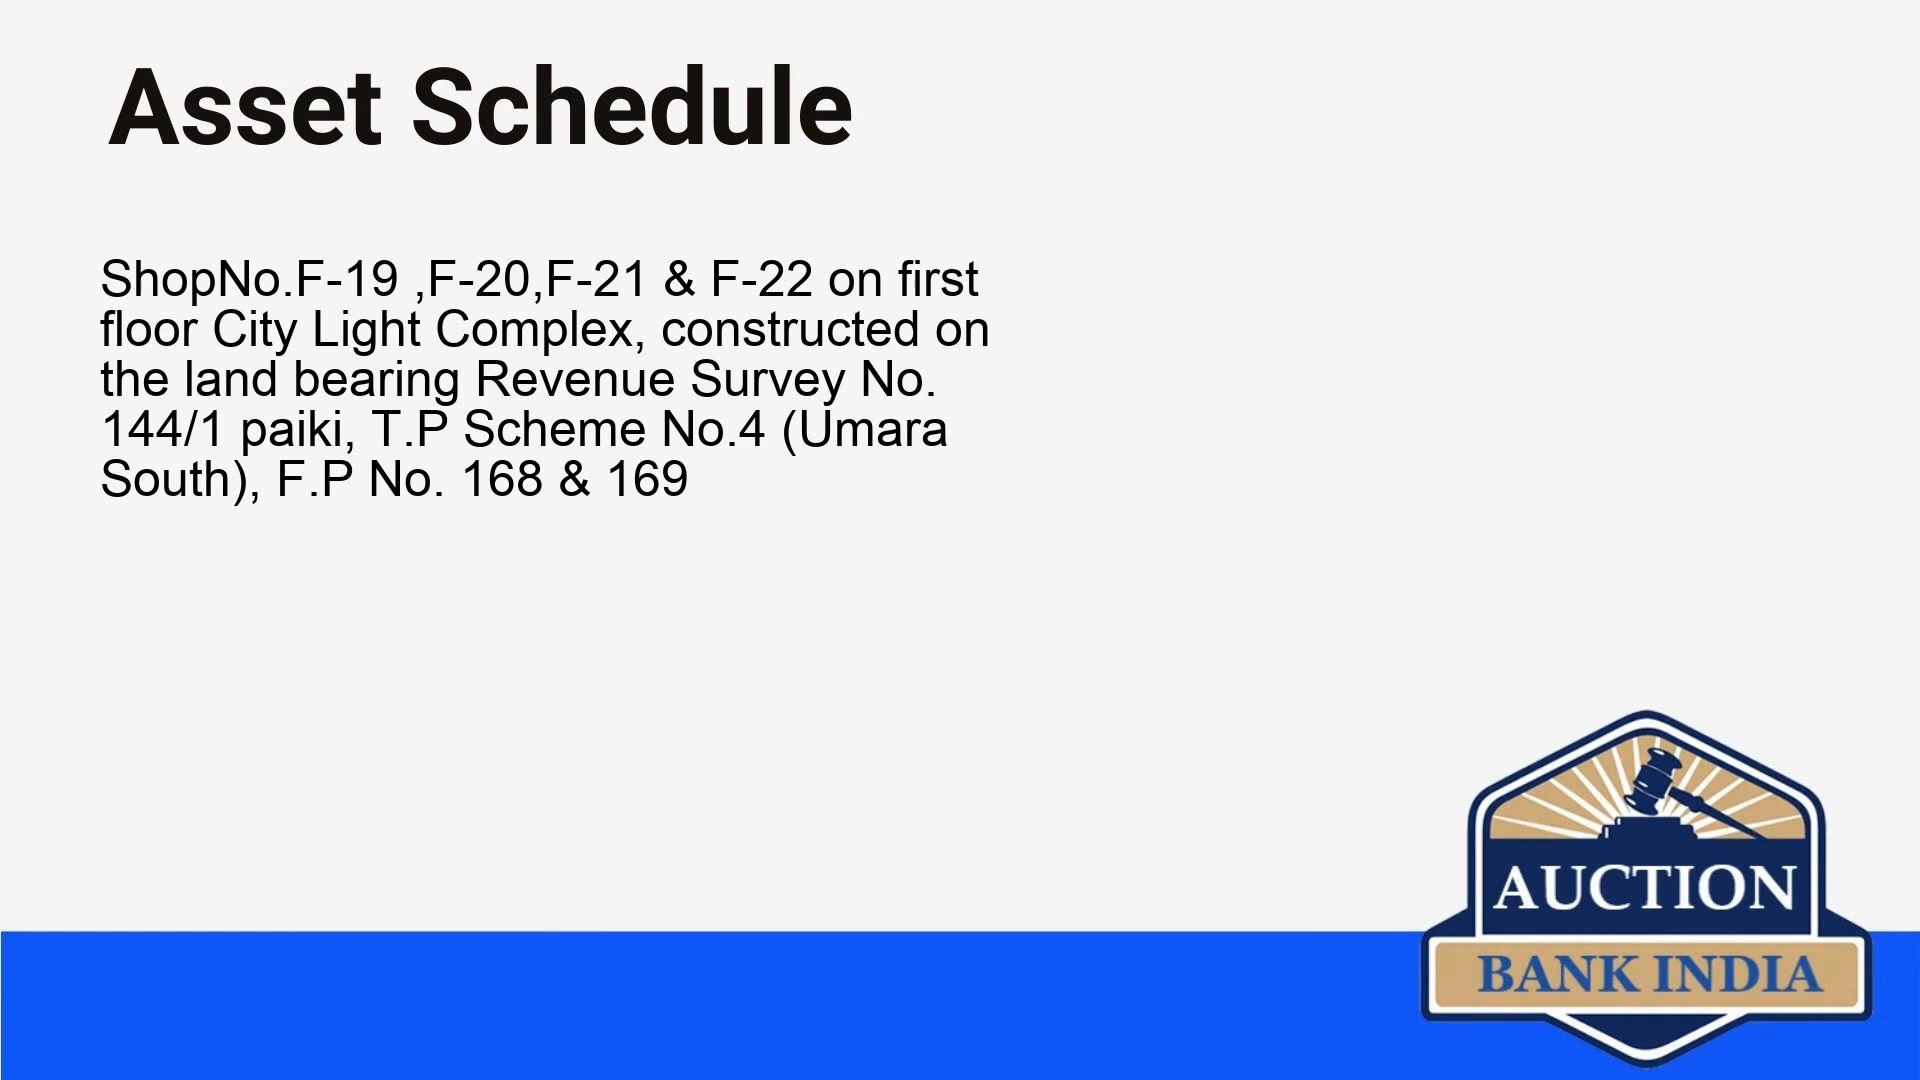 Asset Schedule
ShopNo.F-19 ,F-20,F-21 & F-22 on first
floor City Light Complex, constructed on
the land bearing Revenue Survey No.
144/1 paiki, T.P Scheme No.4 (Umara
South), F.P No. 168 & 169
AUCTION
BANK INDIA